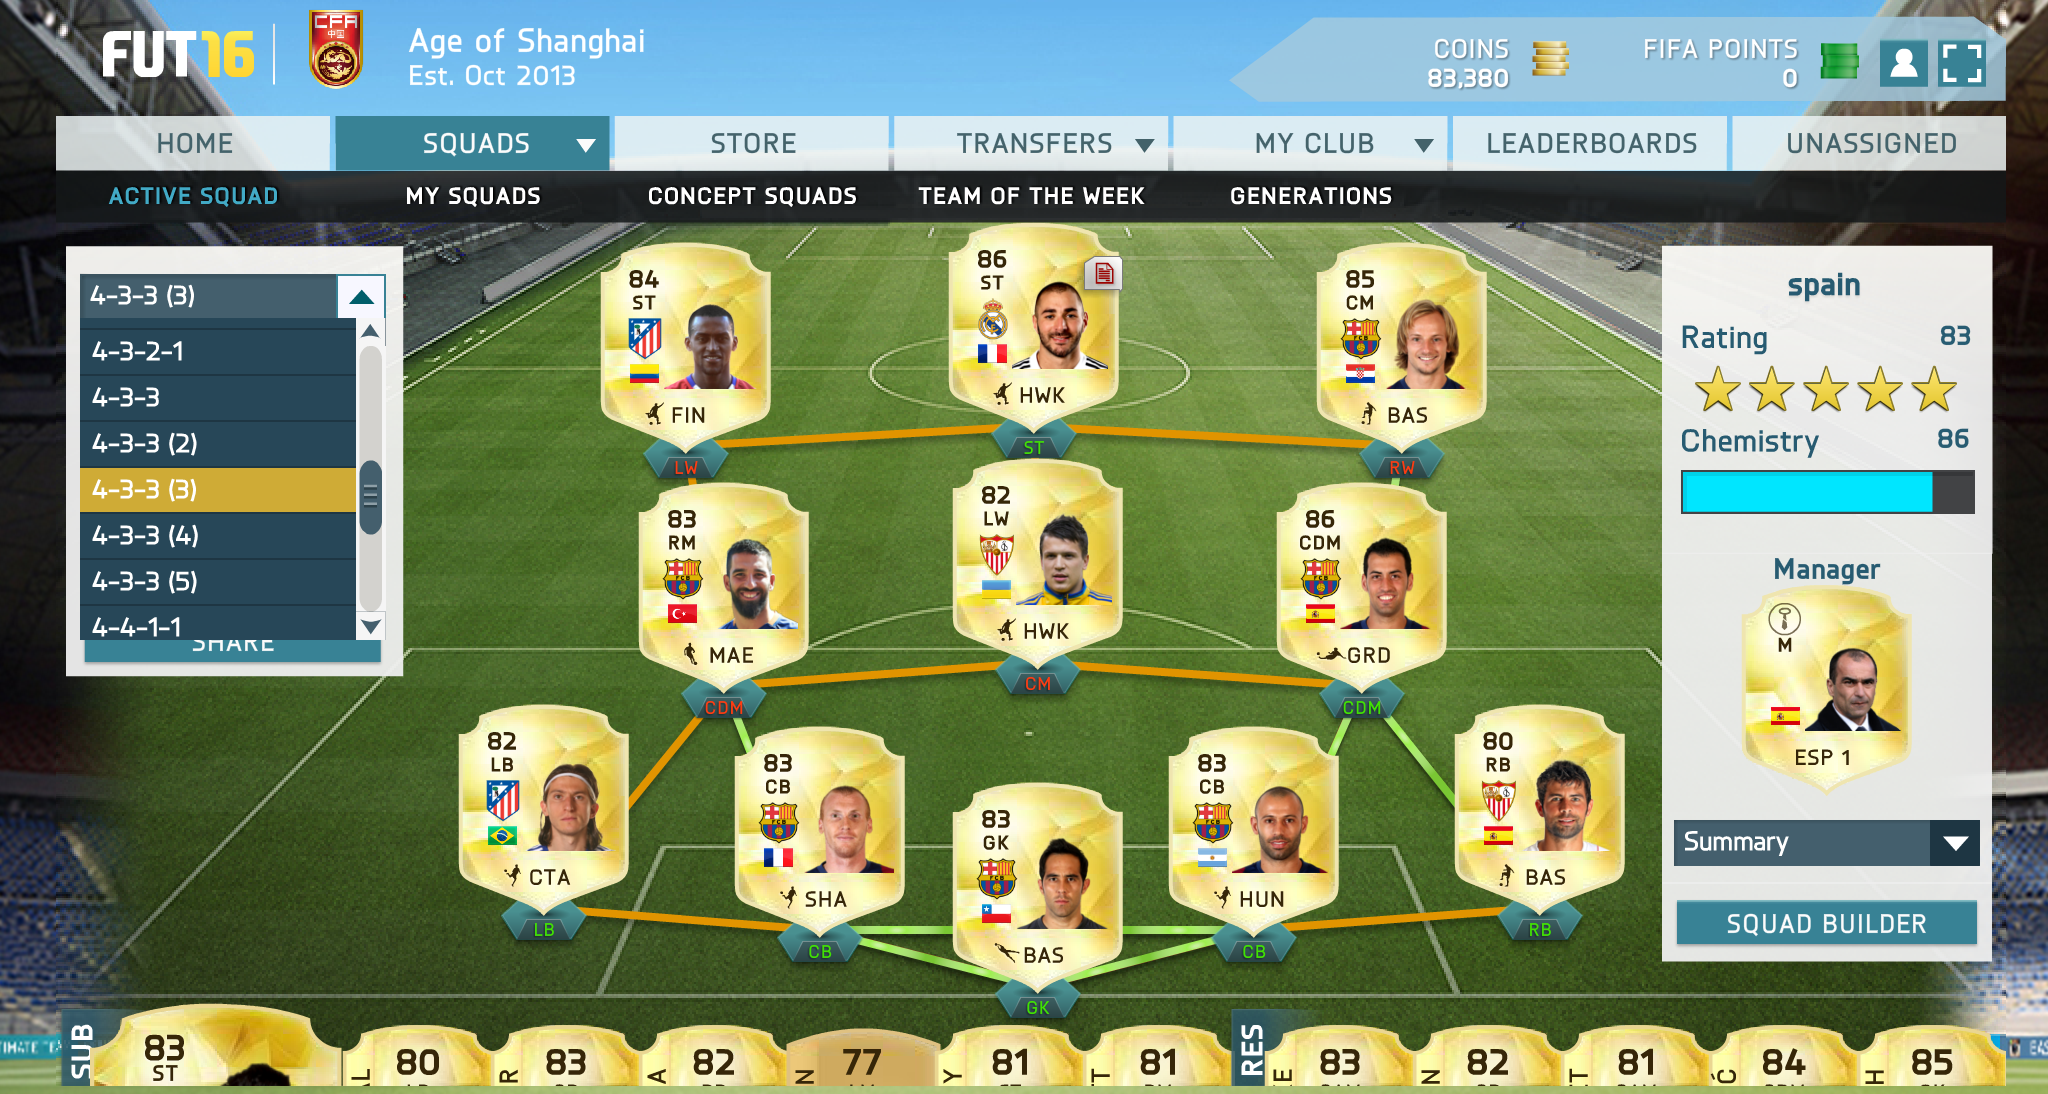 FUT 16
CFA
中国
Age of Shanghai
Est. Oct 2013
COINS
83,380
FIFA POINTS
0
HOME
SQUADS
STORE
TRANSFERS
MY CLUB
LEADERBOARDS
UNASSIGNED
ACTIVE SQUAD
MY SQUADS
CONCEPT SQUADS
TEAM OF THE WEEK
GENERATIONS
4-3-3 (3)
4-3-2-1
4-3-3
4-3-3 (2)
4-3-3 (3)
4-3-3 (4)
4-3-3 (5)
4-4-1-1
SHARE
84
ST
FIN
LW
86
ST
HWK
ST
85
CM
BAS
RW
83
RM
MAE
CDM
82
LW
HWK
CM
86
CDM
GRD
CDM
82
LB
CTA
LB
83
CB
SHA
CB
83
GK
BAS
GK
83
CB
HUN
CB
80
RB
BAS
RB
spain
Rating 83
Chemistry 86
Manager
M
ESP 1
Summary
SQUAD BUILDER
SUB
83
ST
L
80
R
83
A
82
N
77
Y
81
T
81
RES
E
83
N
82
T
81
C
84
H
85